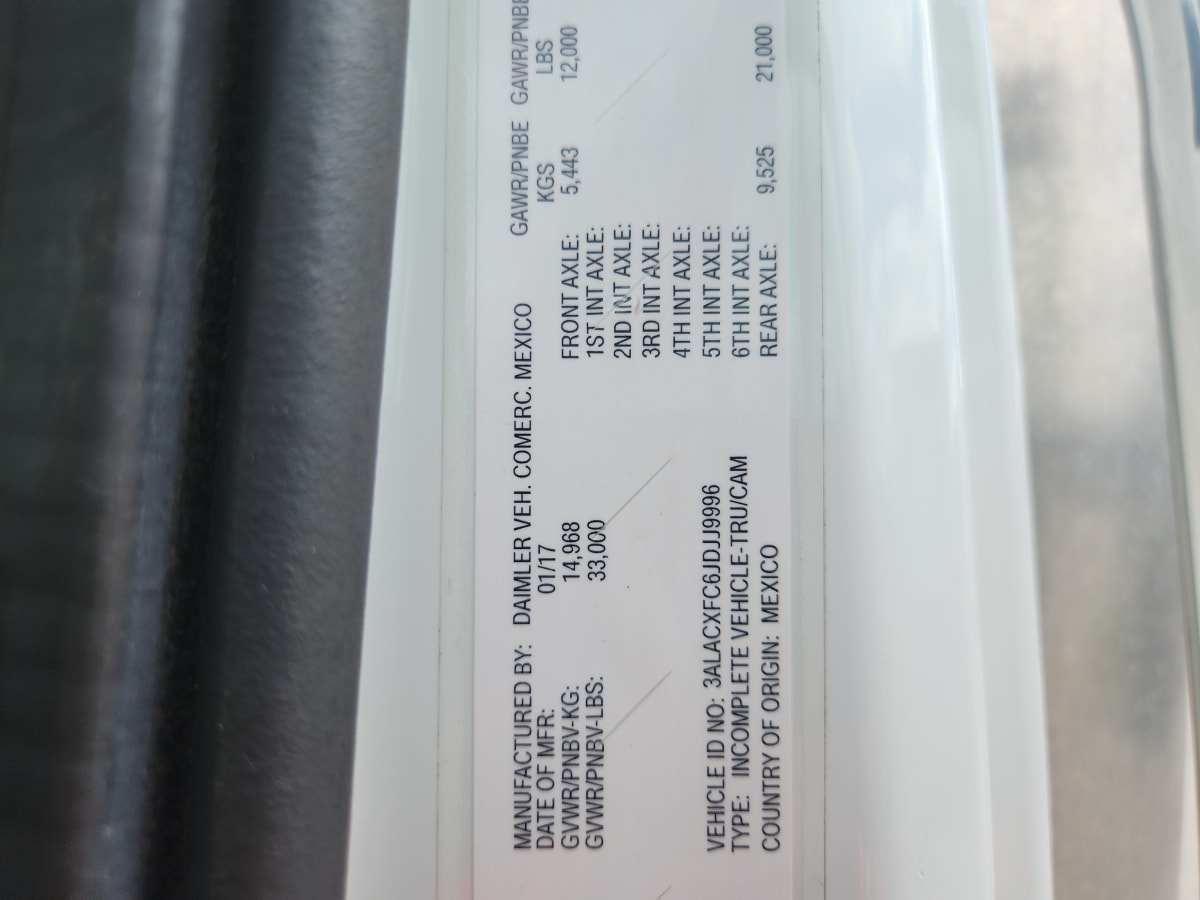 MANUFACTURED BY: DAIMLER VEH. COMERC. MEXICO GAWR/PNBE GAWR/PNBE
DATE OF MFR: 01/17 KGS LBS
GVWR/PNBV-KG: 14,968 FRONT AXLE: 5,443 12,000
GVWR/PNBV-LBS: 33,000 1ST INT AXLE:
2ND INT AXLE:
3RD INT AXLE:
4TH INT AXLE:
VEHICLE ID NO: 3ALACXFC6JDJJ9996 5TH INT AXLE:
TYPE: INCOMPLETE VEHICLE-TRU/CAM 6TH INT AXLE:
COUNTRY OF ORIGIN: MEXICO REAR AXLE: 9,525 21,000